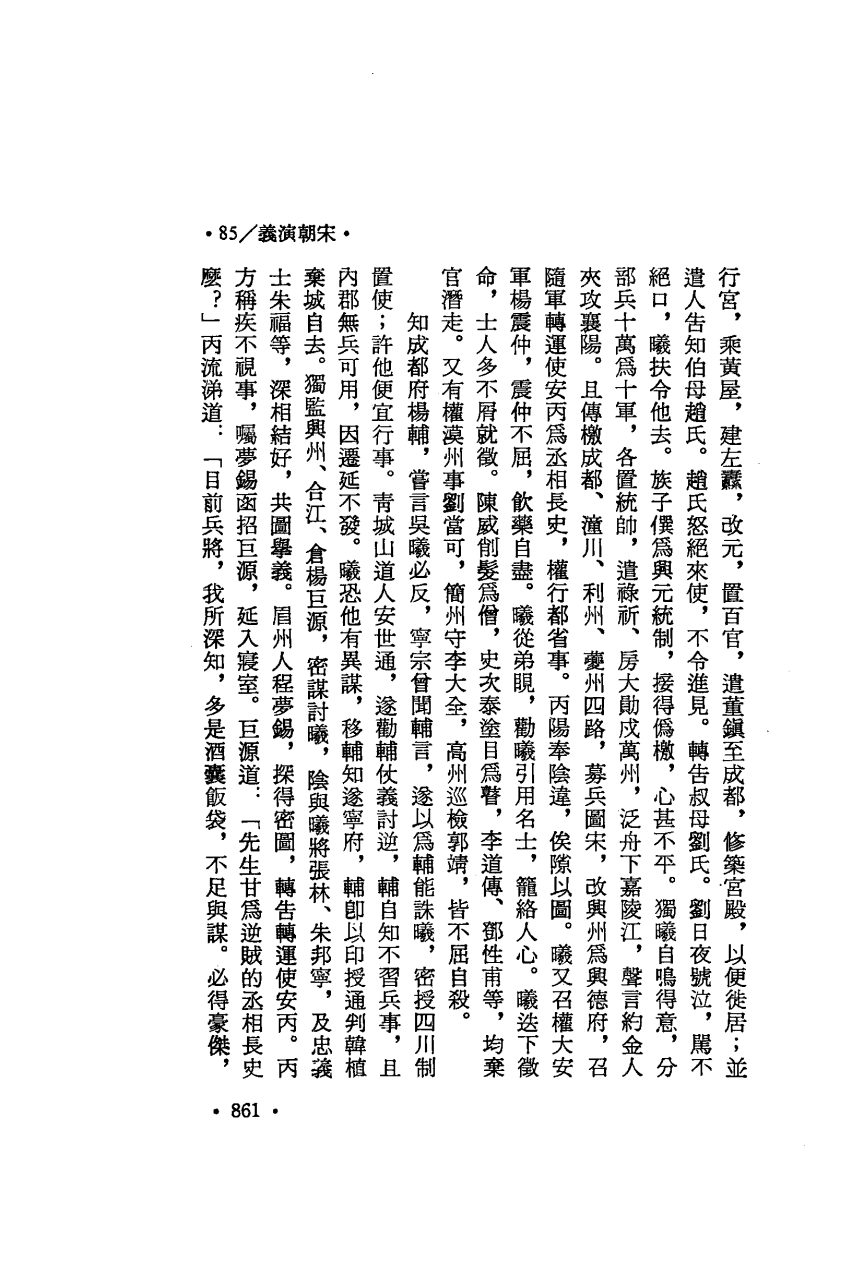 •85／義演朝宋•
行宮，乘黃屋，建左纛，改元，置百官，遣董鎮至成都，修築宮殿，以便徙居；並
遣人告知伯母趙氏。趙氏怒絕來使，不令進見。轉告叔母劉氏。劉日夜號泣，罵不
絕口，曦扶令他去。族子僎爲興元統制，接得僞檄，心甚不平。獨曦自鳴得意，分
部兵十萬爲十軍，各置統帥，遣祿祈、房大勛戍萬州，泛舟下嘉陵江，聲言約金人
夾攻襄陽。且傳檄成都、潼川、利州、夔州四路，募兵圖宋，改興州爲興德府，召
隨軍轉運使安丙爲丞相長史，權行都省事。丙陽奉陰違，俟隙以圖。曦又召權大安
軍楊震仲，震仲不屈，飲藥自盡。曦從弟晛，勸曦引用名士，籠絡人心。曦迭下徵
命，士人多不屑就徵。陳咸削髮爲僧，史次泰塗目爲瞽，李道傳、鄧性甫等，均棄
官潛走。又有權漠州事劉當可，簡州守李大全，高州巡檢郭靖，皆不屈自殺。
知成都府楊輔，嘗言吳曦必反，寧宗曾聞輔言，遂以爲輔能誅曦，密授四川制
置使；許他便宜行事。靑城山道人安世通，遂勸輔仗義討逆，輔自知不習兵事，且
內郡無兵可用，因遷延不發。曦恐他有異謀，移輔知遂寧府，輔卽以印授通判韓植
棄城自去。獨監興州、合江、倉楊巨源，密謀討曦，陰與曦將張林、朱邦寧，及忠義
士朱福等，深相結好，共圖舉義。眉州人程夢錫，探得密圖，轉告轉運使安丙。丙
方稱疾不視事，囑夢錫函招巨源，延入寢室。巨源道：「先生甘爲逆賊的丞相長史
麼？」丙流涕道：「目前兵將，我所深知，多是酒囊飯袋，不足與謀。必得豪傑，
•861•